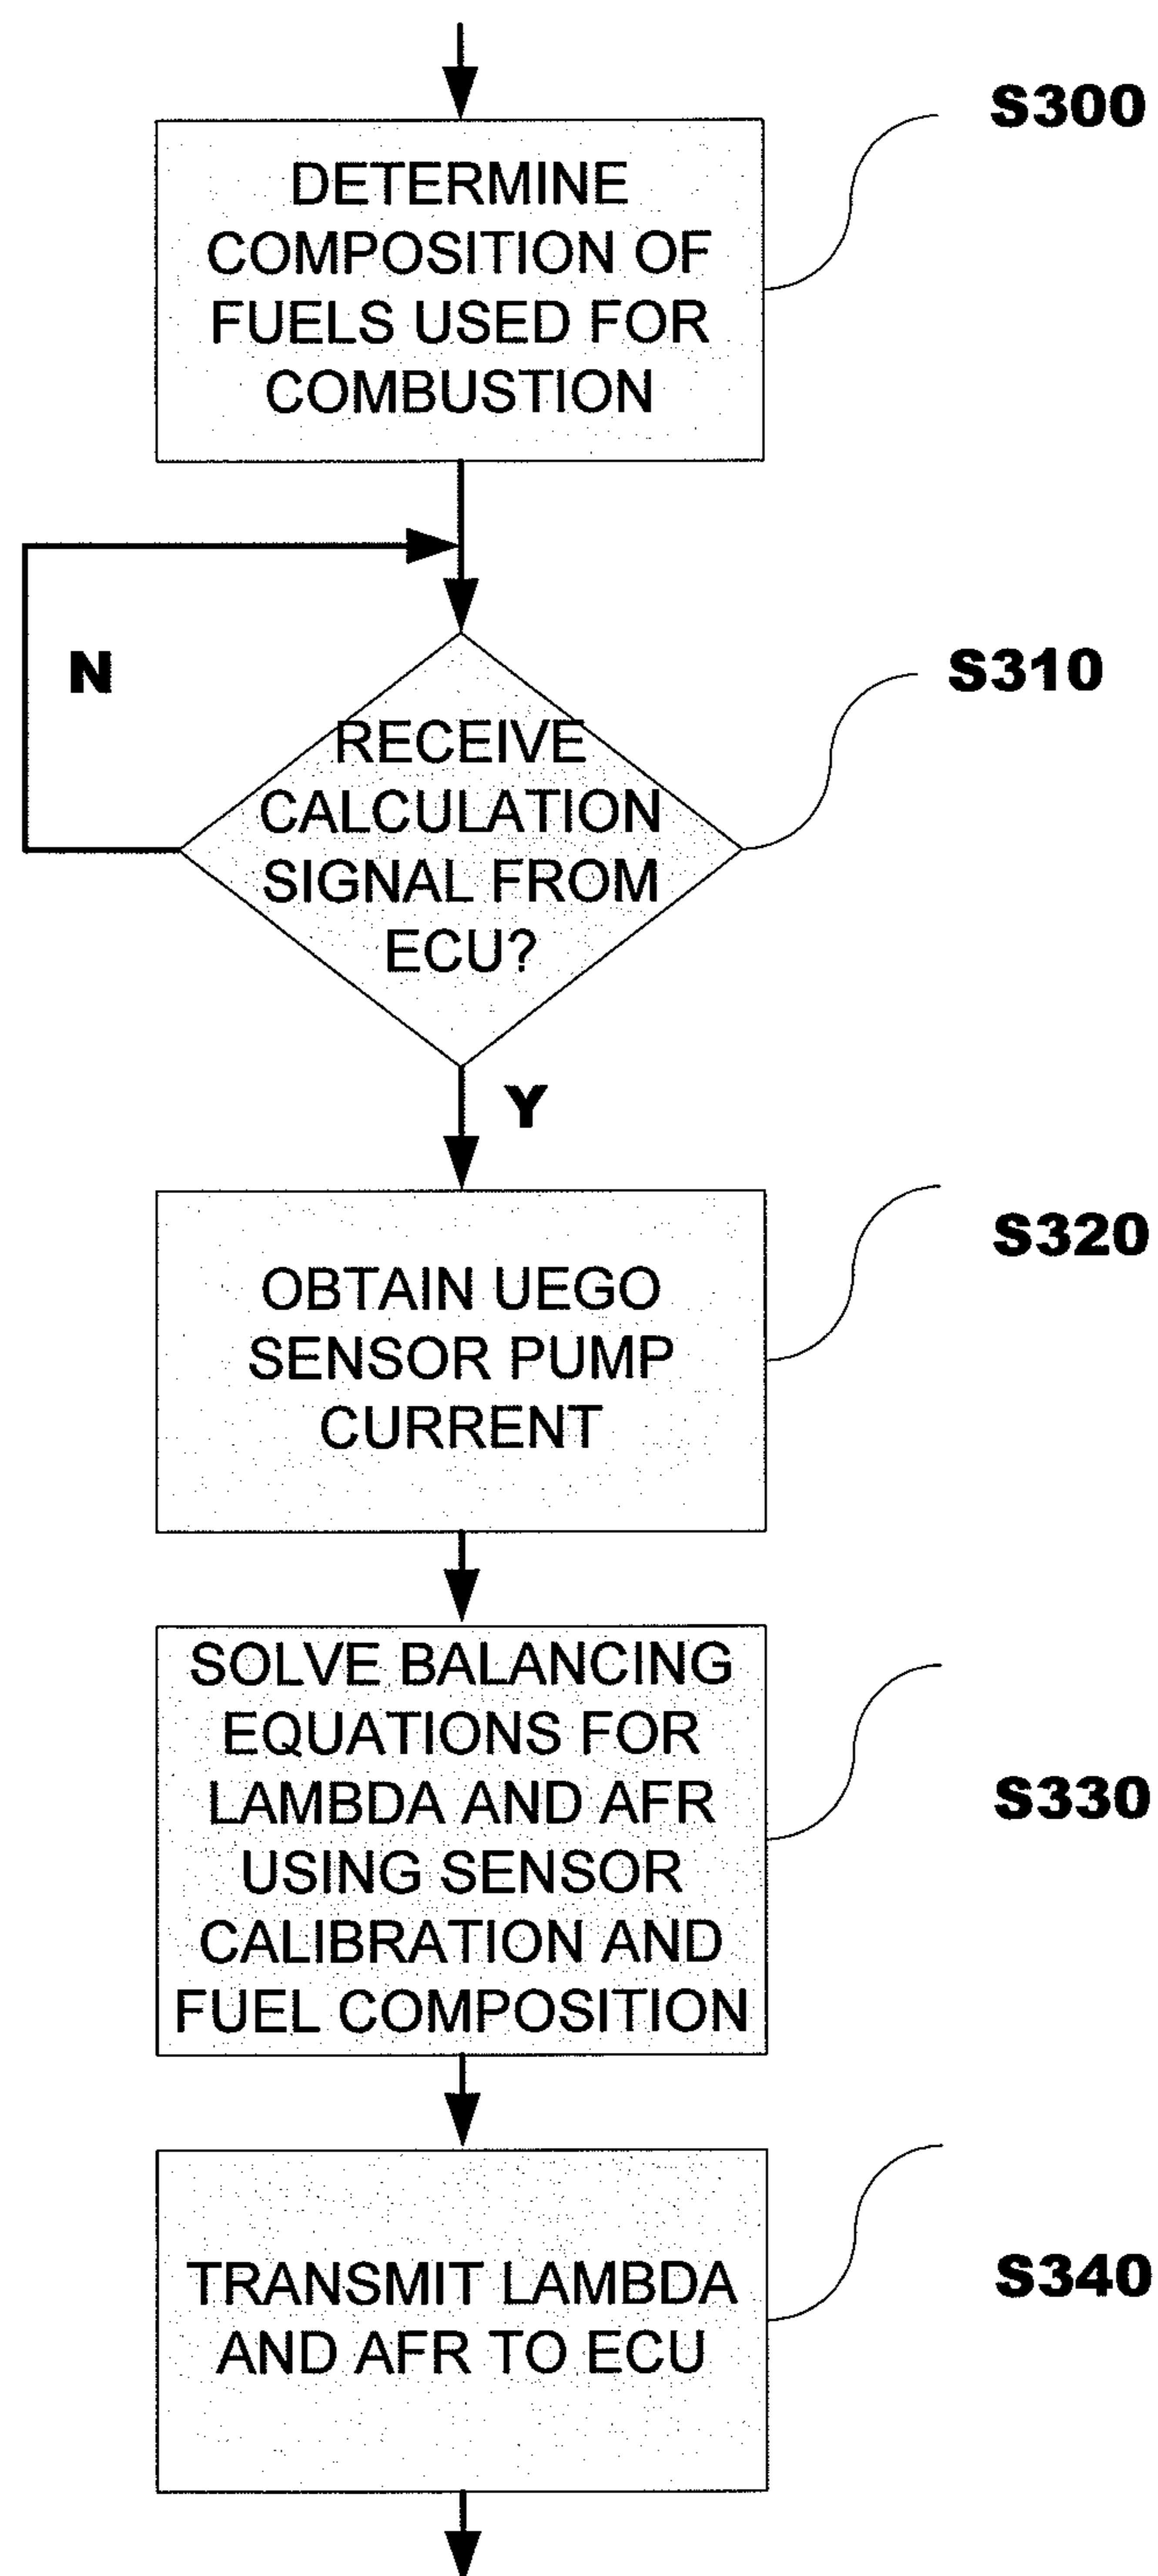 S300
DETERMINE
COMPOSITION OF
FUELS USED FOR
COMBUSTION
N
S310
RECEIVE
CALCULATION
SIGNAL FROM
ECU?
Y
S320
OBTAIN UEGO
SENSOR PUMP
CURRENT
SOLVE BALANCING
EQUATIONS FOR
LAMBDA AND AFR
USING SENSOR
CALIBRATION AND
FUEL COMPOSITION
S330
TRANSMIT LAMBDA
AND AFR TO ECU
S340